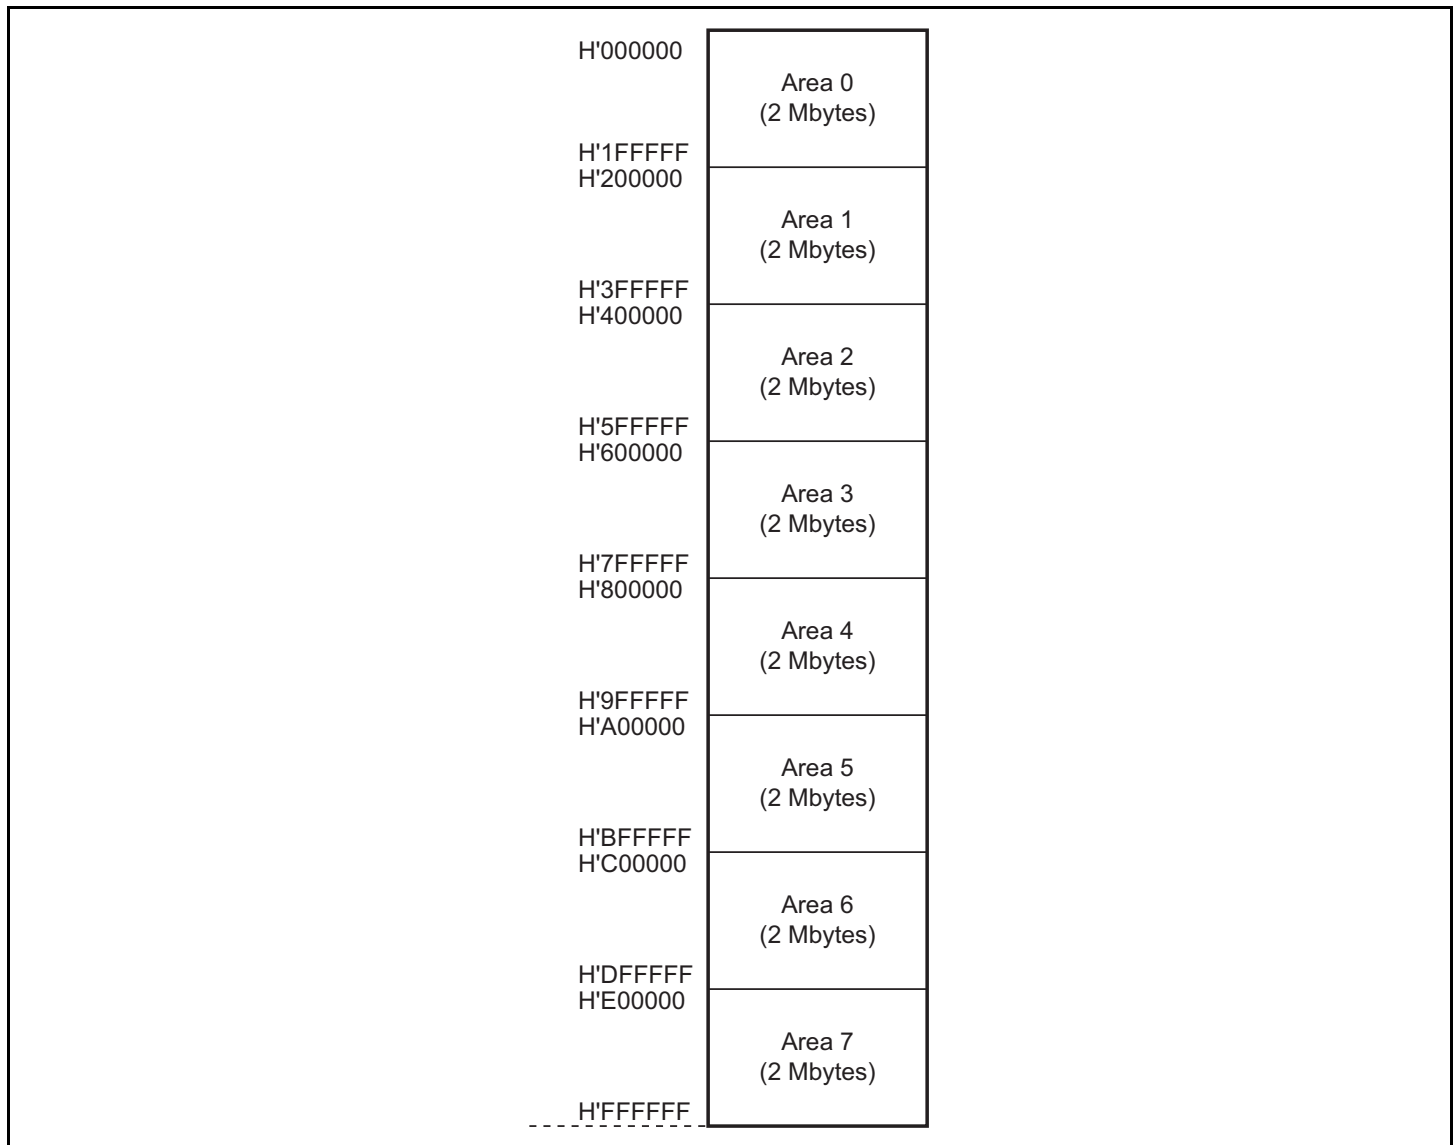 H'000000
Area 0
(2 Mbytes)
H'1FFFFF
H'200000
Area 1
(2 Mbytes)
H'3FFFFF
H'400000
Area 2
(2 Mbytes)
H'5FFFFF
H'600000
Area 3
(2 Mbytes)
H'7FFFFF
H'800000
Area 4
(2 Mbytes)
H'9FFFFF
H'A00000
Area 5
(2 Mbytes)
H'BFFFFF
H'C00000
Area 6
(2 Mbytes)
H'DFFFFF
H'E00000
Area 7
(2 Mbytes)
H'FFFFFF